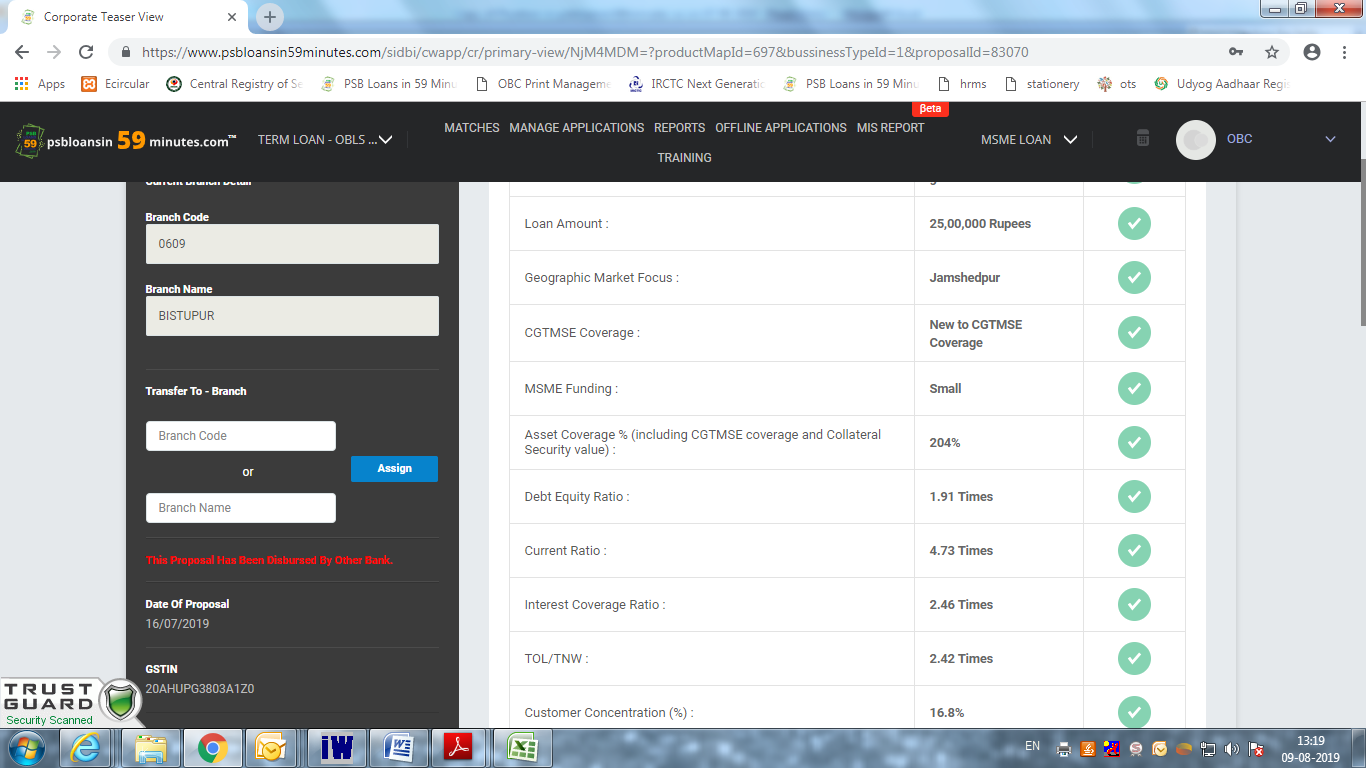 Corporate Teaser View
https://www.psbloansin59minutes.com/sidbi/cwapp/cr/primary-view/NjM4MDM=?productMapId=697&bussinessTypeId=1&proposalId=83070
Apps Ecircular Central Registry of Se PSB Loans in 59 Minu OBC Print Manageme IRCTC Next Generatio PSB Loans in 59 Minu hrms stationery ots Udyog Aadhaar Regis
PSB 59 psbloansin 59 minutes.com™ TERM LOAN - OBLS ... MATCHES MANAGE APPLICATIONS REPORTS OFFLINE APPLICATIONS MIS REPORT βeta MSME LOAN OBC
TRAINING
Current Branch Detail
Branch Code
0609
Branch Name
BISTUPUR
Transfer To - Branch
Branch Code
or
Assign
Branch Name
This Proposal Has Been Disbursed By Other Bank.
Date Of Proposal
16/07/2019
GSTIN
20AHUPG3803A1Z0
Loan Amount : 25,00,000 Rupees
Geographic Market Focus : Jamshedpur
CGTMSE Coverage : New to CGTMSE
Coverage
MSME Funding : Small
Asset Coverage % (including CGTMSE coverage and Collateral
Security value) : 204%
Debt Equity Ratio : 1.91 Times
Current Ratio : 4.73 Times
Interest Coverage Ratio : 2.46 Times
TOL/TNW : 2.42 Times
Customer Concentration (%) : 16.8%
TRUST
GUARD
Security Scanned
iW
EN
13:19
09-08-2019